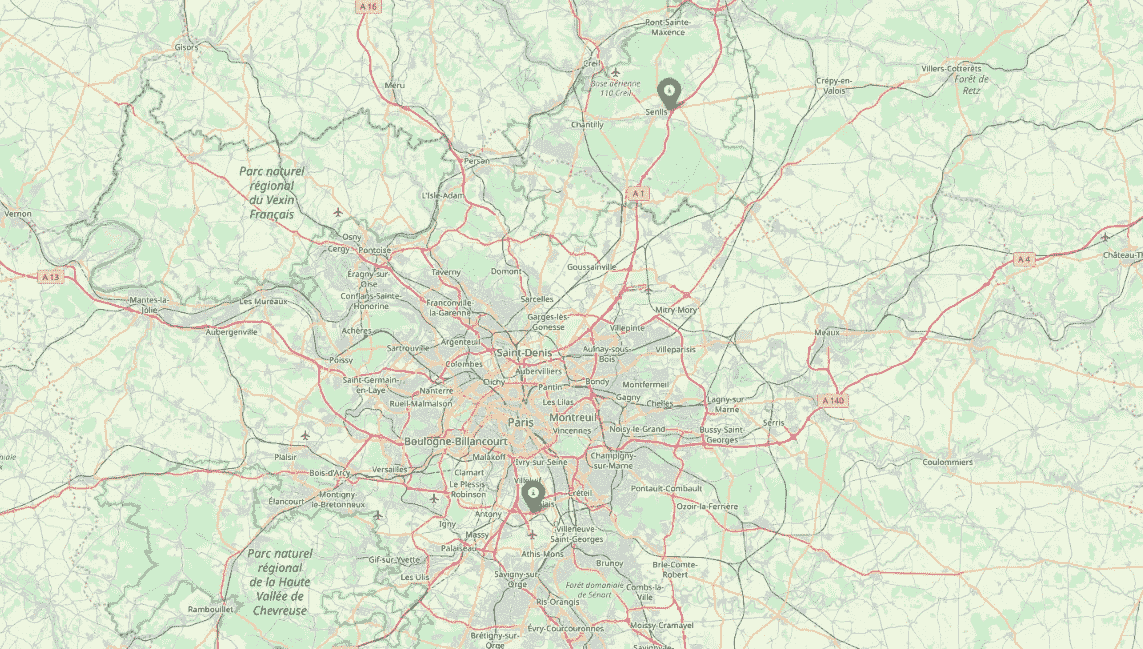 A 16
Pont-Sainte-
Maxence
Gisors
Creil
Villers-Cotterêts
Forêt de
Retz
Méru
Base aérienne
110 Creil
Crépy-en-
Valois
Senlis
Chantilly
Persan
Parc naturel
régional
du Vexin
Français
L'Isle-Adam
A 1
Vernon
Osny
Cergy
Pontoise
A 4
Château-Th
A 13
Éragny-sur-
Oise
Taverny
Domont
Goussainville
Mantes-la-
Jolie
Les Mureaux
Conflans-Sainte-
Honorine
Franconville-
la-Garenne
Sarcelles
Mitry-Mory
Aubergenville
Achères
Garges-lès-
Gonesse
Villepinte
Meaux
Argenteuil
Sartrouville
Saint-Denis
Aulnay-sous-
Bois
Villeparisis
Poissy
Colombes
Aubervilliers
Saint-Germain-
en-Laye
Clichy
Pantin
Bondy
Montfermeil
Nanterre
Gagny
Rueil-Malmaison
Les Lilas
Chelles
Lagny-sur-
Marne
A 140
Paris
Montreuil
Serris
Vincennes
Noisy-le-Grand
Bussy-Saint-
Georges
Boulogne-Billancourt
Plaisir
Malakoff
Ivry-sur-Seine
Champigny-
sur-Marne
Coulommiers
Bois-d'Arcy
Versailles
Clamart
Villejuif
Le Plessis
Robinson
Créteil
Pontault-Combault
Élancourt
Montigny-
le-Bretonneux
Ozoir-la-Ferrière
Antony
Igny
Massy
Villeneuve-
Saint-Georges
Palaiseau
Athis-Mons
Parc naturel
régional
de la Haute
Vallée de
Chevreuse
Gif-sur-Yvette
Brunoy
Brie-Comte-
Robert
Les Ulis
Savigny-sur-
Orge
Forêt domaniale
de Sénart
Combs-la-
Ville
Rambouillet
Ris Orangis
Évry-Courcouronnes
Moissy-Cramayel
Brétigny-sur-
Orge
Savigny-le-